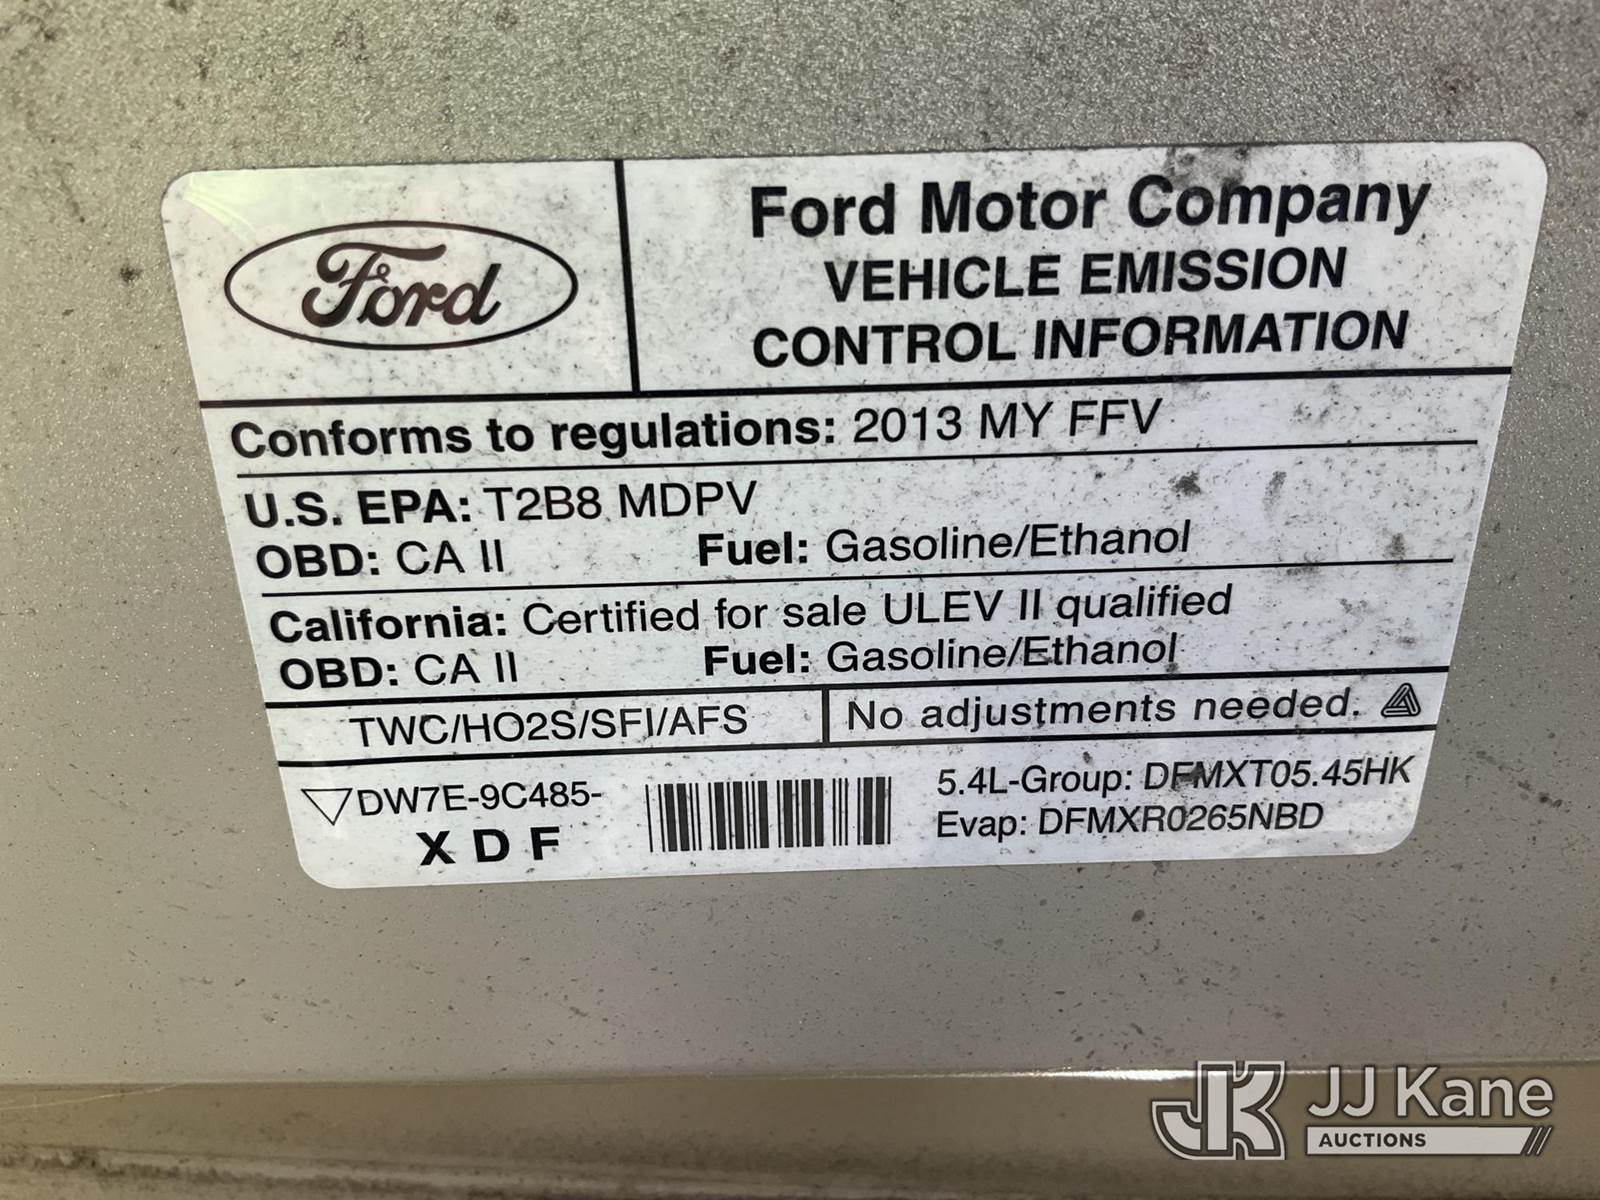 Ford
Ford Motor Company
VEHICLE EMISSION
CONTROL INFORMATION
Conforms to regulations: 2013 MY FFV
U.S. EPA: T2B8 MDPV
OBD: CA II Fuel: Gasoline/Ethanol
California: Certified for sale ULEV II qualified
OBD: CA II Fuel: Gasoline/Ethanol
TWC/HO2S/SFI/AFS No adjustments needed.
DW7E-9C485-
X D F
5.4L-Group: DFMXT05.45HK
Evap: DFMXR0265NBD
JK JJ Kane
AUCTIONS